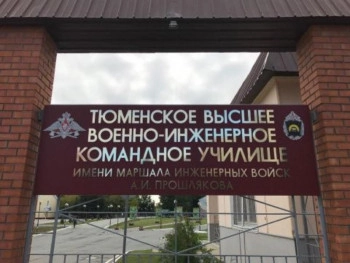 ТЮМЕНСКОЕ ВЫСШЕЕ
ВОЕННО-ИНЖЕНЕРНОЕ
КОМАНДНОЕ УЧИЛИЩЕ
ИМЕНИ МАРШАЛА ИНЖЕНЕРНЫХ ВОЙСК
А.И. ПРОШЛЯКОВА